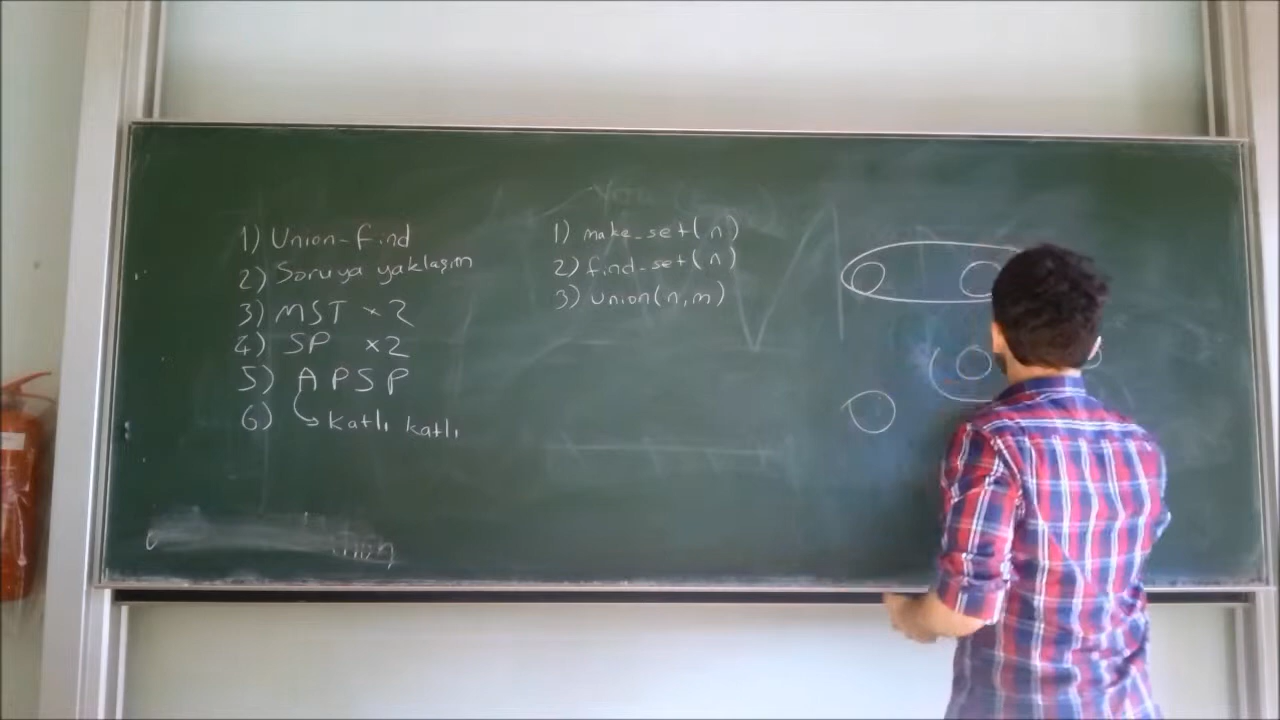 1) Union-find
2) Soruya yaklaşım
3) MST x 2
4) SP x2
5) APSP
6) katlı katlı
1) make_set(n)
2) find_set(n)
3) union(n,m)